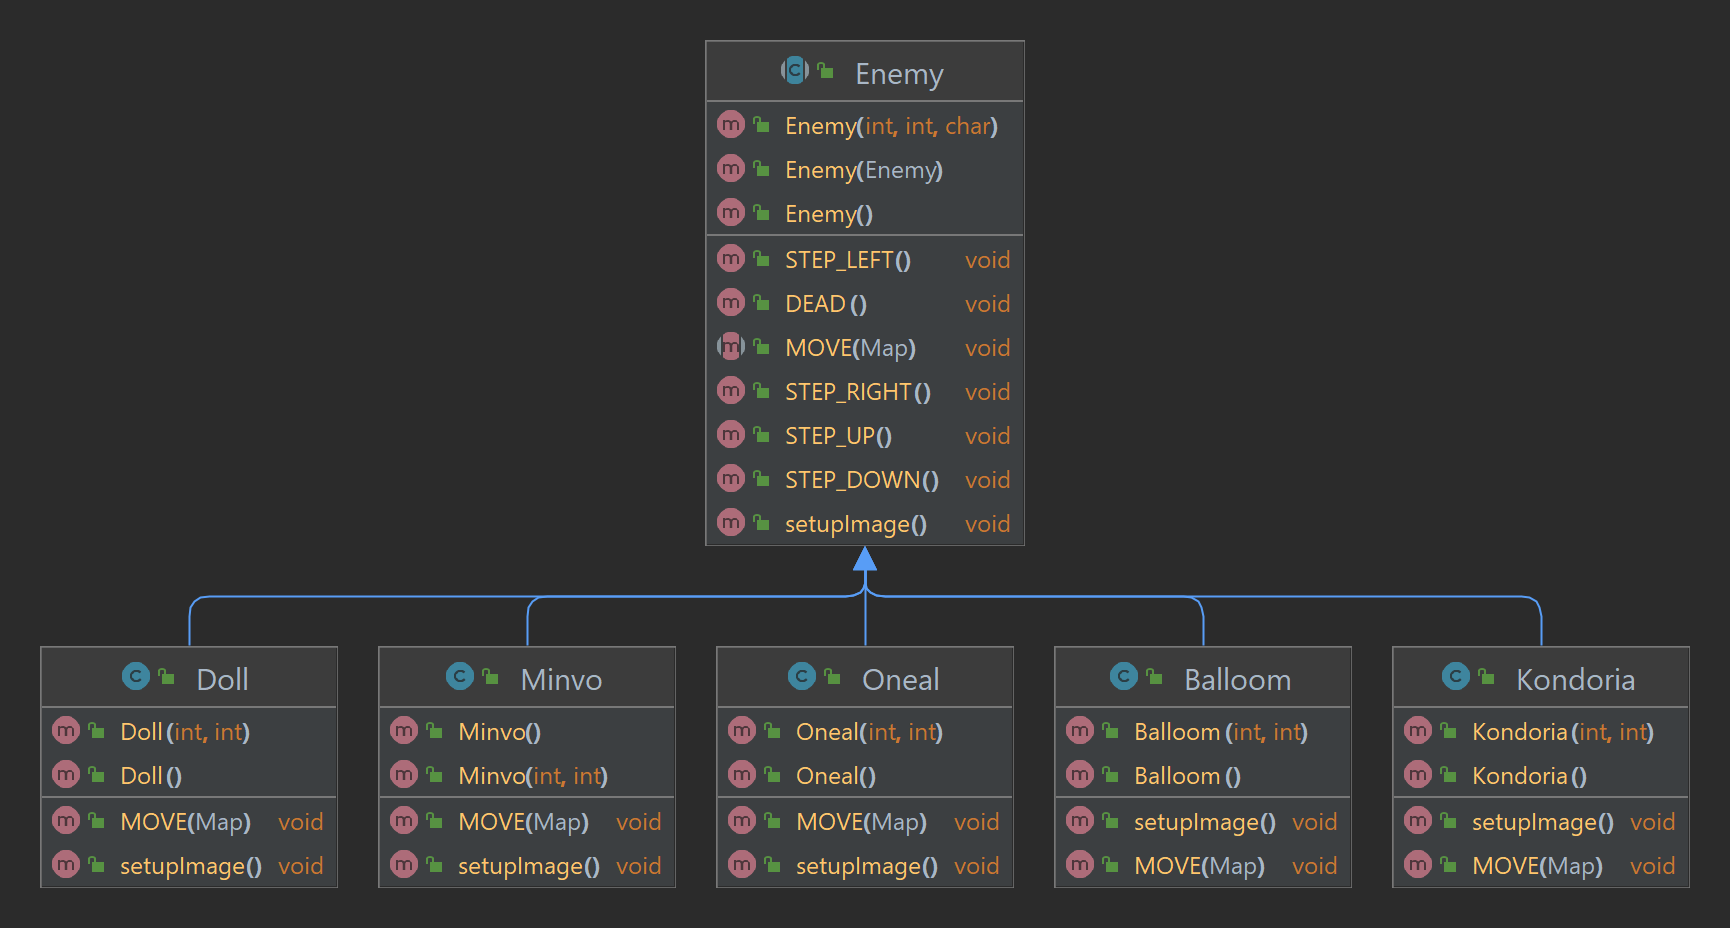 Enemy
Enemy(int, int, char)
Enemy(Enemy)
Enemy()
STEP_LEFT() void
DEAD() void
MOVE(Map) void
STEP_RIGHT() void
STEP_UP() void
STEP_DOWN() void
setupImage() void
Doll
Doll(int, int)
Doll()
MOVE(Map) void
setupImage() void
Minvo
Minvo()
Minvo(int, int)
MOVE(Map) void
setupImage() void
Oneal
Oneal(int, int)
Oneal()
MOVE(Map) void
setupImage() void
Balloom
Balloom(int, int)
Balloom()
setupImage() void
MOVE(Map) void
Kondoria
Kondoria(int, int)
Kondoria()
setupImage() void
MOVE(Map) void